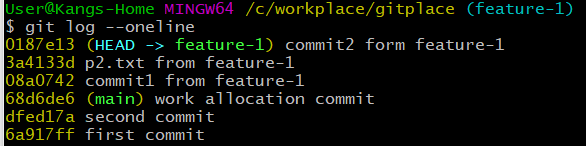 User@Kangs-Home MINGW64 /c/workplace/gitplace (feature-1)
$ git log --oneline
0187e13 (HEAD -> feature-1) commit2 form feature-1
3a4133d p2.txt from feature-1
08a0742 commit1 from feature-1
68d6de6 (main) work allocation commit
dfed17a second commit
6a917ff first commit